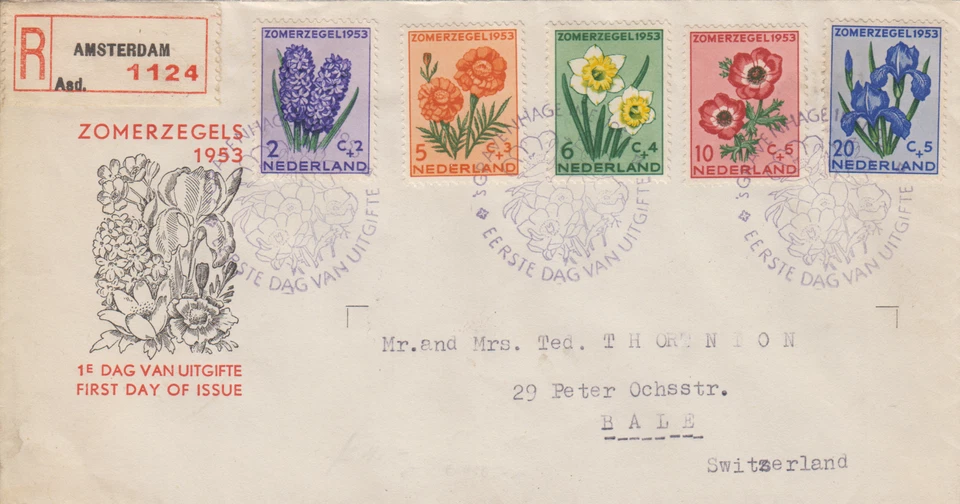 R
AMSTERDAM
Asd. 1124
ZOMERZEGELS
1953
1E DAG VAN UITGIFTE
FIRST DAY OF ISSUE
ZOMERZEGEL 1953
2 C+2
NEDERLAND
ZOMERZEGEL 1953
5 C+3
NEDERLAND
ZOMERZEGEL 1953
6 C+4
NEDERLAND
ZOMERZEGEL 1953
10 C+5
NEDERLAND
ZOMERZEGEL 1953
20 C+5
NEDERLAND
RSTE DAG VAN UITGIFTE
'SGRAVENHAGE
EERSTE DAG VAN UITGIFTE
'SGRAVENHAGE
EERSTE DAG VAN UITGIFTE
Mr.and Mrs. Ted. T H O R N T O N
29 Peter Ochsstr.
B A L E
Switzerland